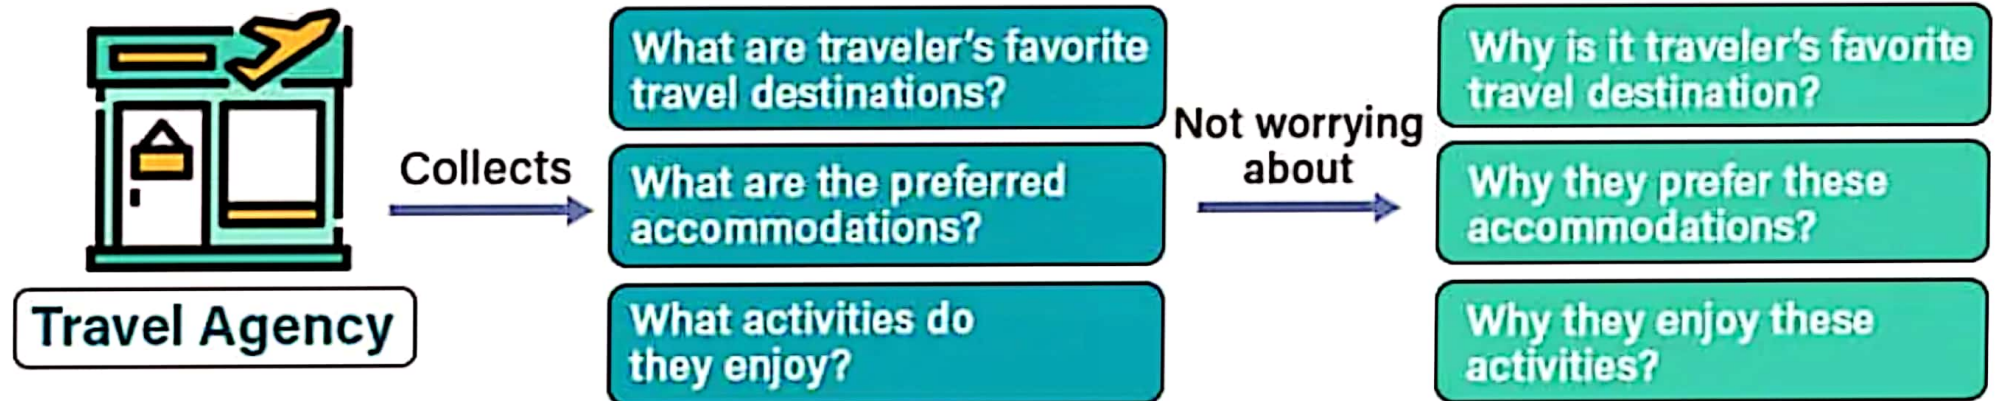 Travel Agency
Collects
What are traveler's favorite
travel destinations?
What are the preferred
accommodations?
What activities do
they enjoy?
Not worrying
about
Why is it traveler's favorite
travel destination?
Why they prefer these
accommodations?
Why they enjoy these
activities?